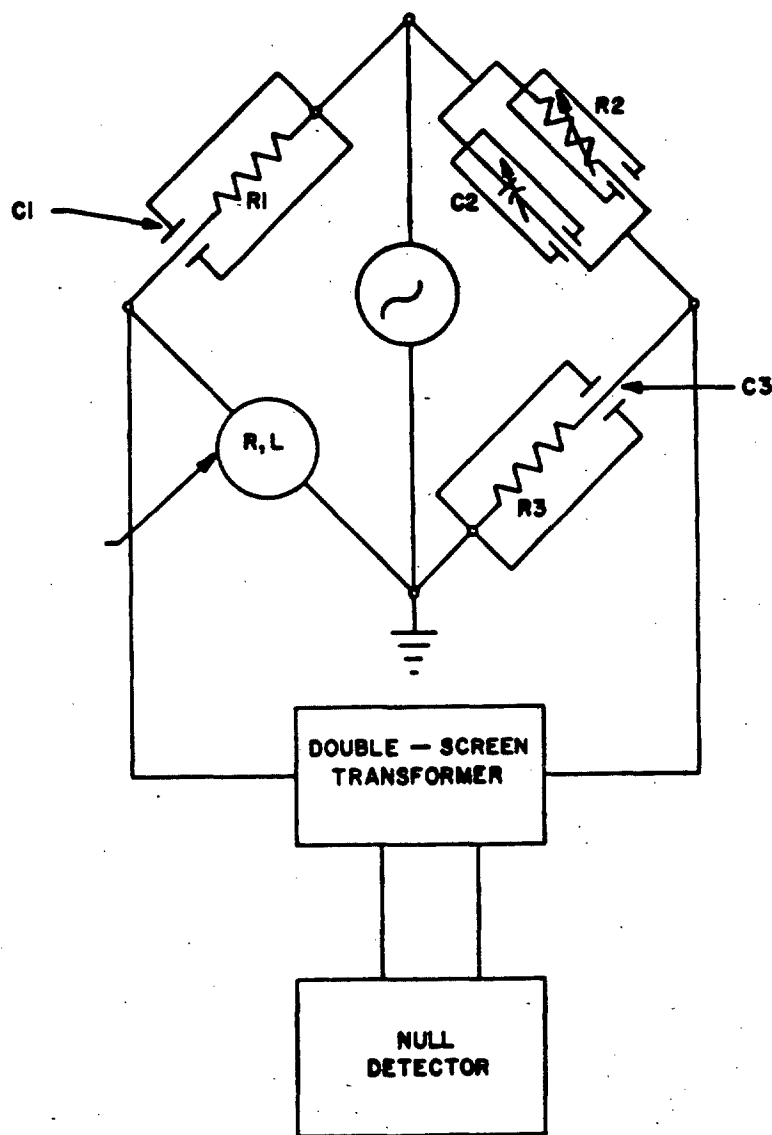 R2
R1
C1
C2
C3
R, L
R3
DOUBLE — SCREEN
TRANSFORMER
NULL
DETECTOR